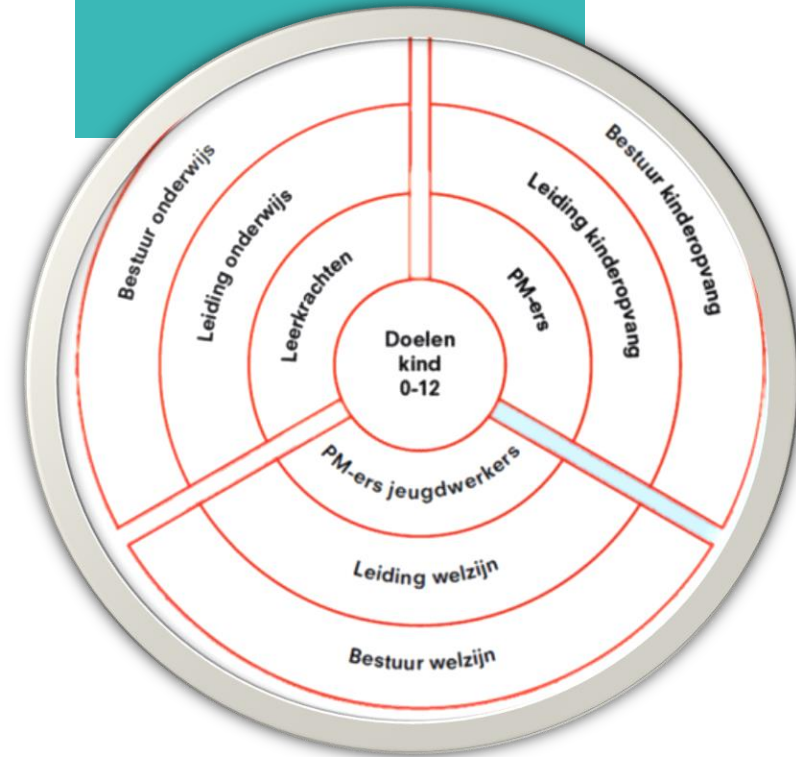 Bestuur onderwijs
Leiding onderwijs
Leerkrachten
Bestuur kinderopvang
Leiding kinderopvang
PM-ers
Doelen
kind
0-12
PM-ers jeugdwerkers
Leiding welzijn
Bestuur welzijn